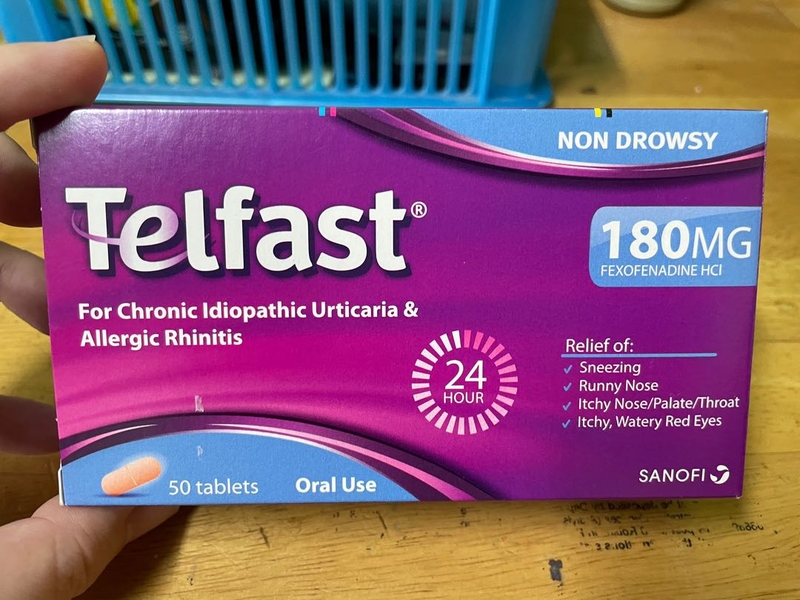 NON DROWSY
Telfast®
180MG
FEXOFENADINE HCl
For Chronic Idiopathic Urticaria &
Allergic Rhinitis
24
HOUR
Relief of:
Sneezing
Runny Nose
Itchy Nose/Palate/Throat
Itchy, Watery Red Eyes
50 tablets
Oral Use
SANOFI